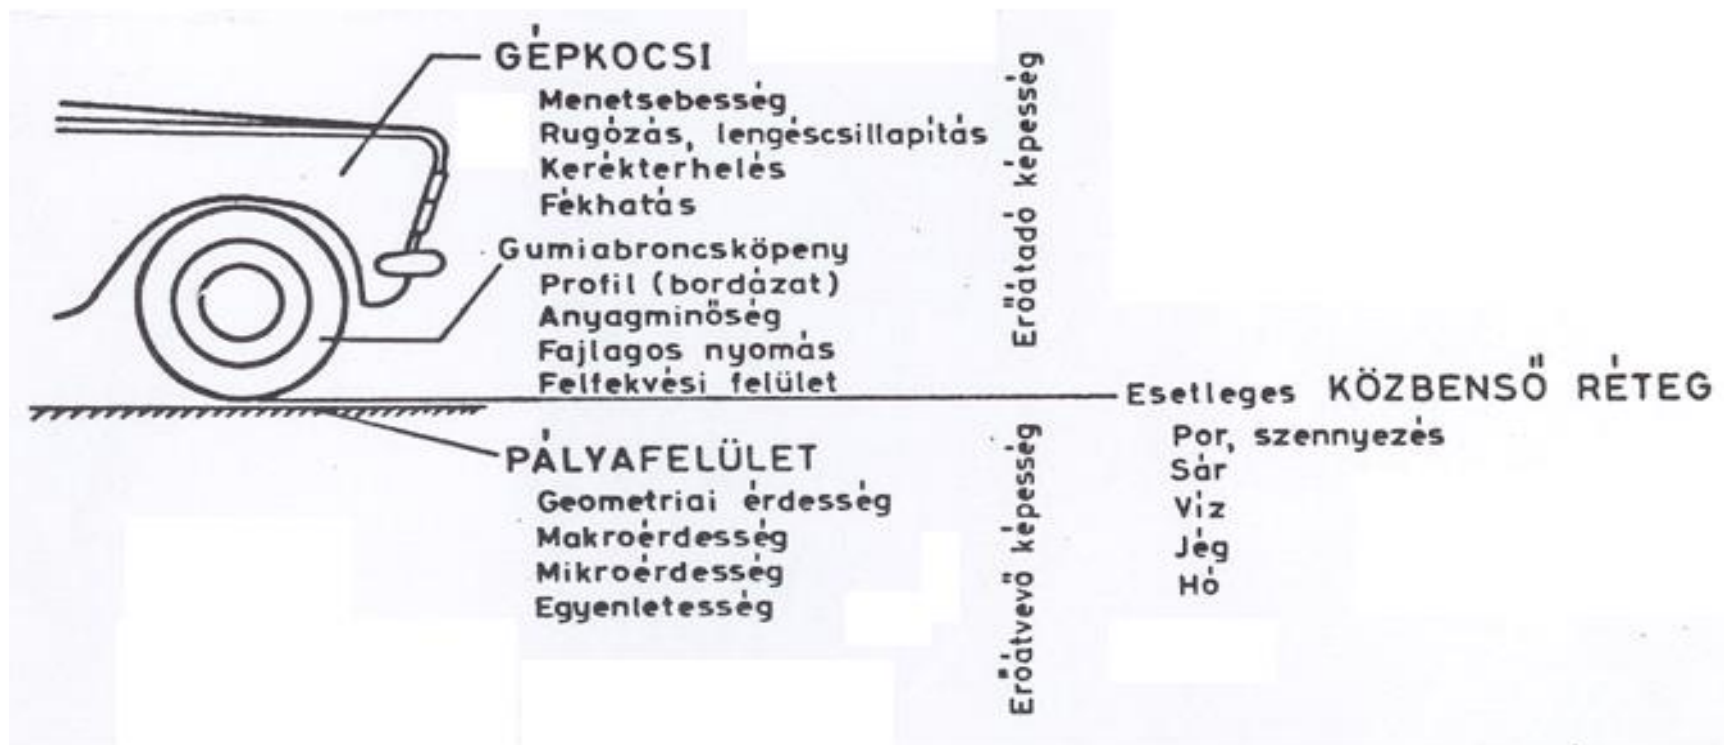 GÉPKOCSI
Menetsebesség
Rugózás, lengéscsillapítás
Kerékterhelés
Fékhatás
Gumiabroncsköpeny
Profil (bordázat)
Anyagminőség
Fajlagos nyomás
Felfekvési felület
Erőátadó képesség
Esetleges KÖZBENSŐ RÉTEG
Por, szennyezés
Sár
Víz
Jég
Hó
PÁLYAFELÜLET
Geometriai érdesség
Makroérdesség
Mikroérdesség
Egyenletesség
Erőátvevő képesség